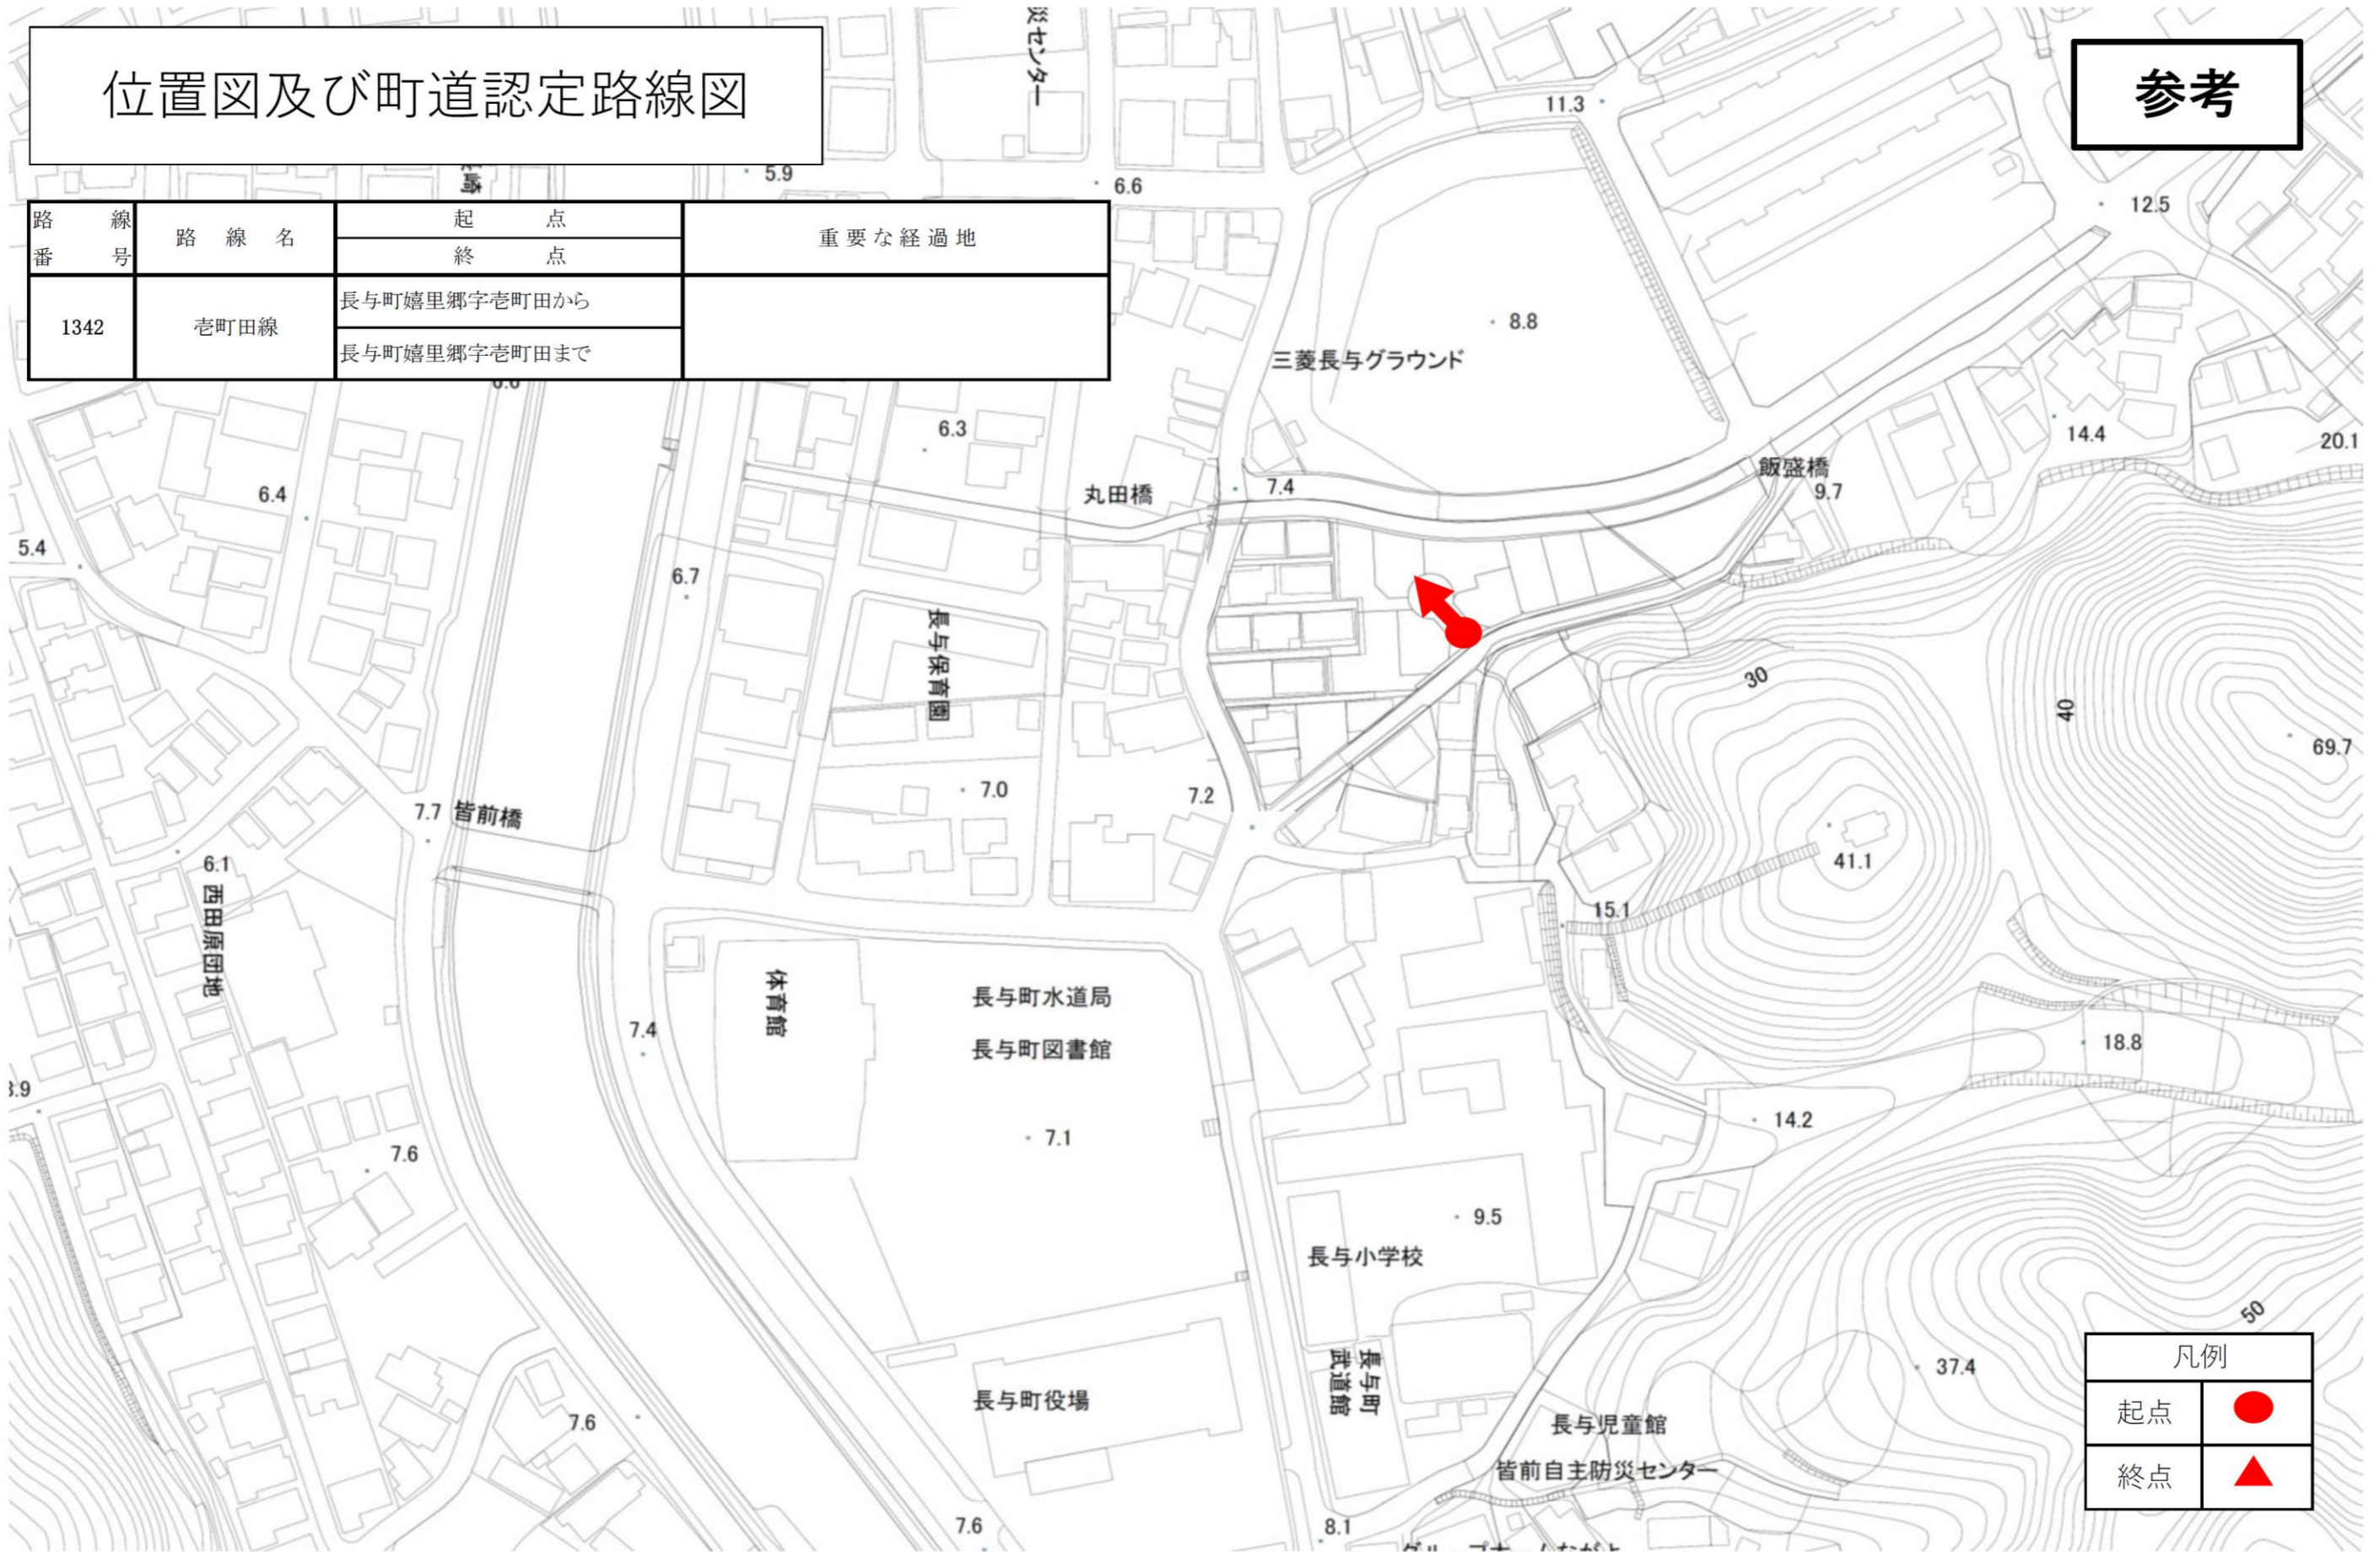 位置図及び町道認定路線図
参考
路線番号
路線名
起点
終点
重要な経過地
1342
壱町田線
長与町嬉里郷字壱町田から
長与町嬉里郷字壱町田まで
災センター
11.3
5.9
6.6
12.5
8.8
三菱長与グラウンド
6.3
14.4
20.1
飯盛橋
9.7
丸田橋
7.4
6.4
5.4
6.7
長与保育園
30
40
69.7
7.0
7.2
7.7
皆前橋
6.1
西田原団地
41.1
15.1
体育館
長与町水道局
長与町図書館
7.4
18.8
7.1
14.2
7.6
9.5
長与小学校
50
長与町
武道館
長与町役場
37.4
7.6
長与児童館
皆前自主防災センター
7.6
8.1
凡例
起点
終点